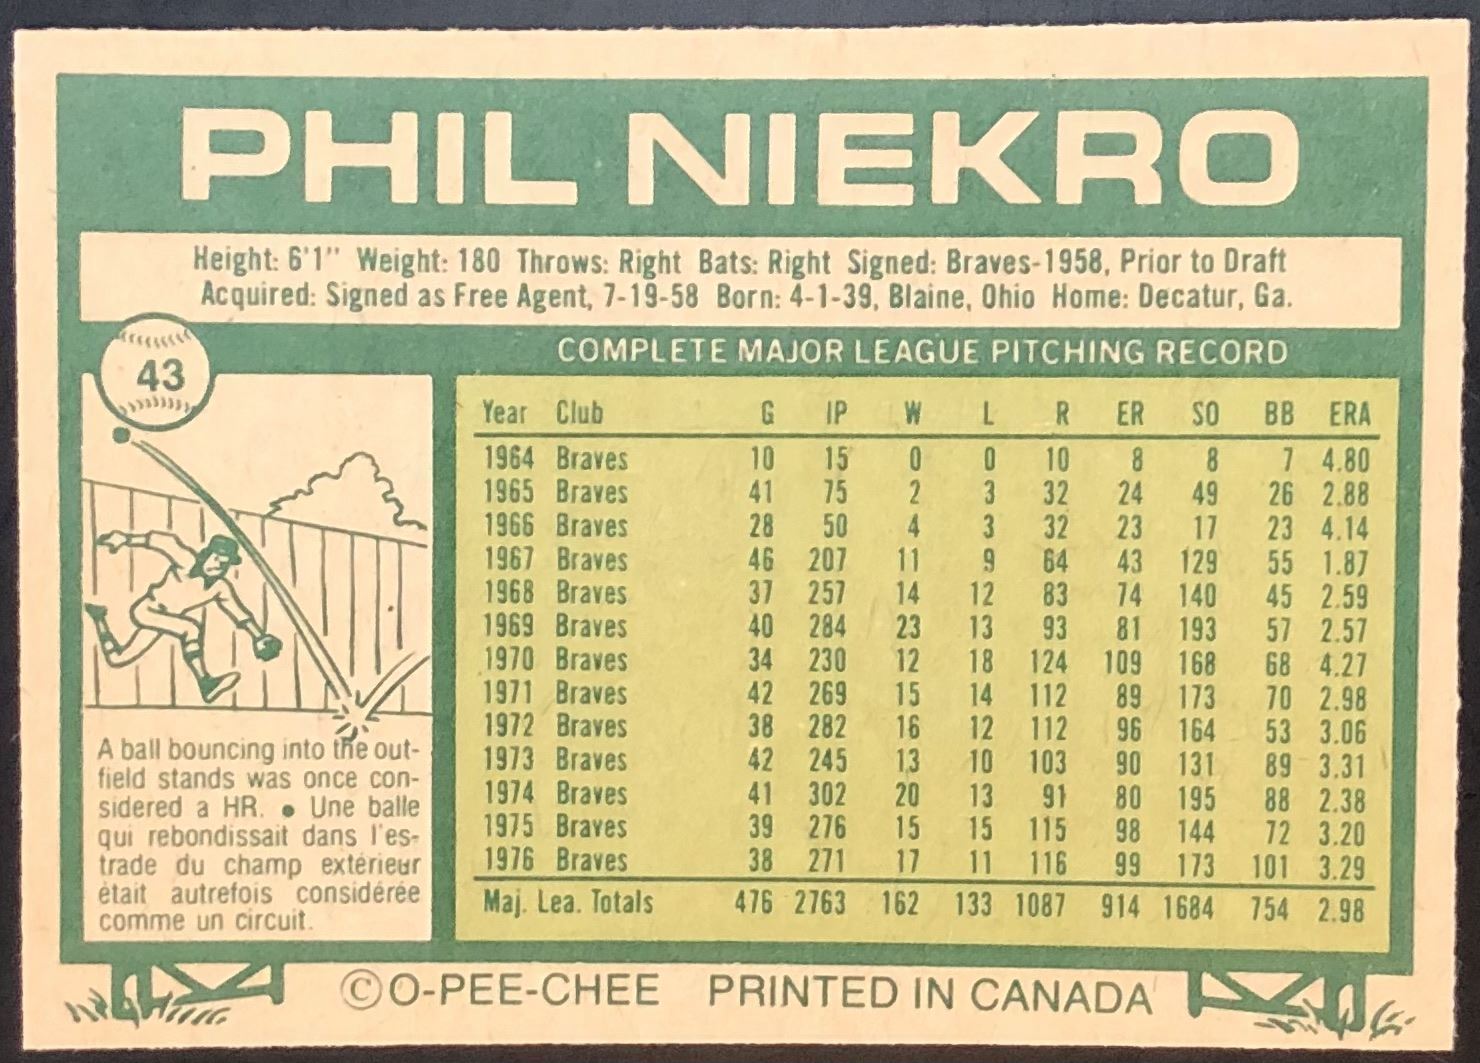 PHIL NIEKRO
Height: 6'1" Weight: 180 Throws: Right Bats: Right Signed: Braves-1958, Prior to Draft
Acquired: Signed as Free Agent, 7-19-58 Born: 4-1-39, Blaine, Ohio Home: Decatur, Ga.
43
A ball bouncing into the out-
field stands was once con-
sidered a HR. • Une balle
qui rebondissait dans l'es-
trade du champ extérieur
était autrefois considérée
comme un circuit.
COMPLETE MAJOR LEAGUE PITCHING RECORD
Year Club G IP W L R ER SO BB ERA
1964 Braves 10 15 0 0 10 8 8 7 4.80
1965 Braves 41 75 2 3 32 24 49 26 2.88
1966 Braves 28 50 4 3 32 23 17 23 4.14
1967 Braves 46 207 11 9 64 43 129 55 1.87
1968 Braves 37 257 14 12 83 74 140 45 2.59
1969 Braves 40 284 23 13 93 81 193 57 2.57
1970 Braves 34 230 12 18 124 109 168 68 4.27
1971 Braves 42 269 15 14 112 89 173 70 2.98
1972 Braves 38 282 16 12 112 96 164 53 3.06
1973 Braves 42 245 13 10 103 90 131 89 3.31
1974 Braves 41 302 20 13 91 80 195 88 2.38
1975 Braves 39 276 15 15 115 98 144 72 3.20
1976 Braves 38 271 17 11 116 99 173 101 3.29
Maj. Lea. Totals 476 2763 162 133 1087 914 1684 754 2.98
©O-PEE-CHEE PRINTED IN CANADA